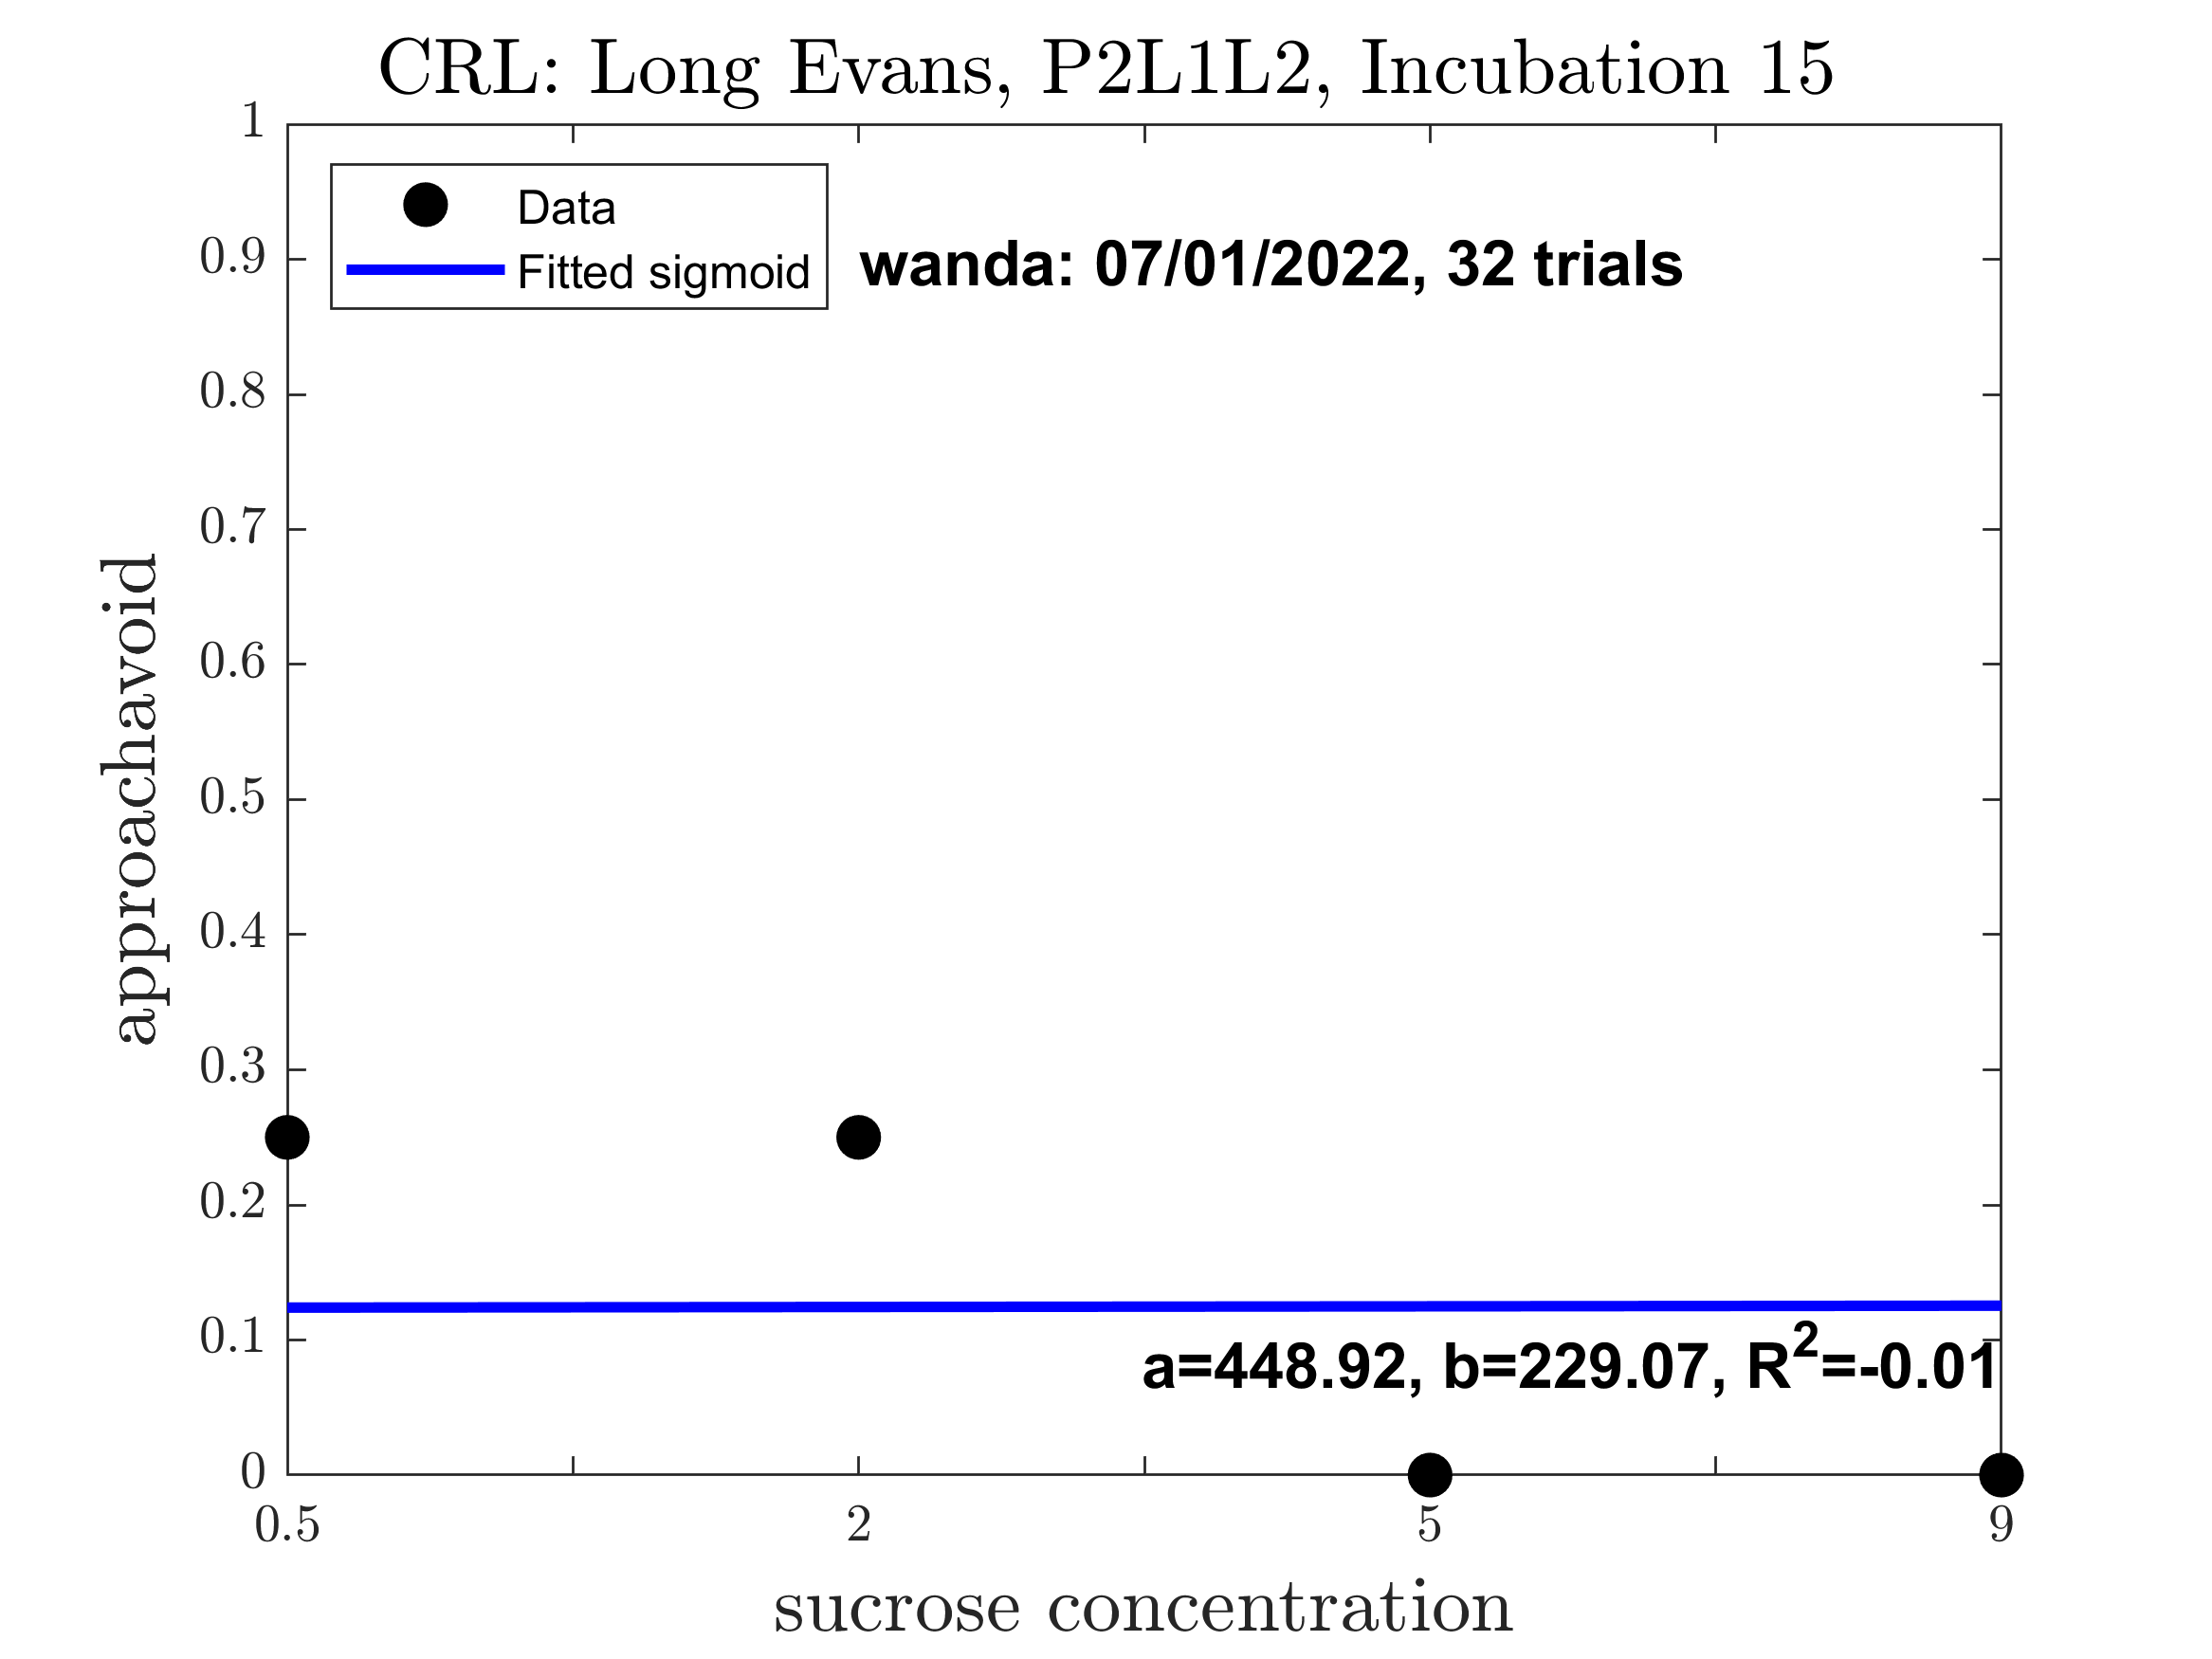 CRL: Long Evans, P2L1L2, Incubation 15
Data
Fitted sigmoid
wanda: 07/01/2022, 32 trials
1
0.9
0.8
0.7
0.6
0.5
0.4
0.3
0.2
0.1
0
approachavoid
a=448.92, b=229.07, R²=-0.01
0.5 2 5 9
sucrose concentration